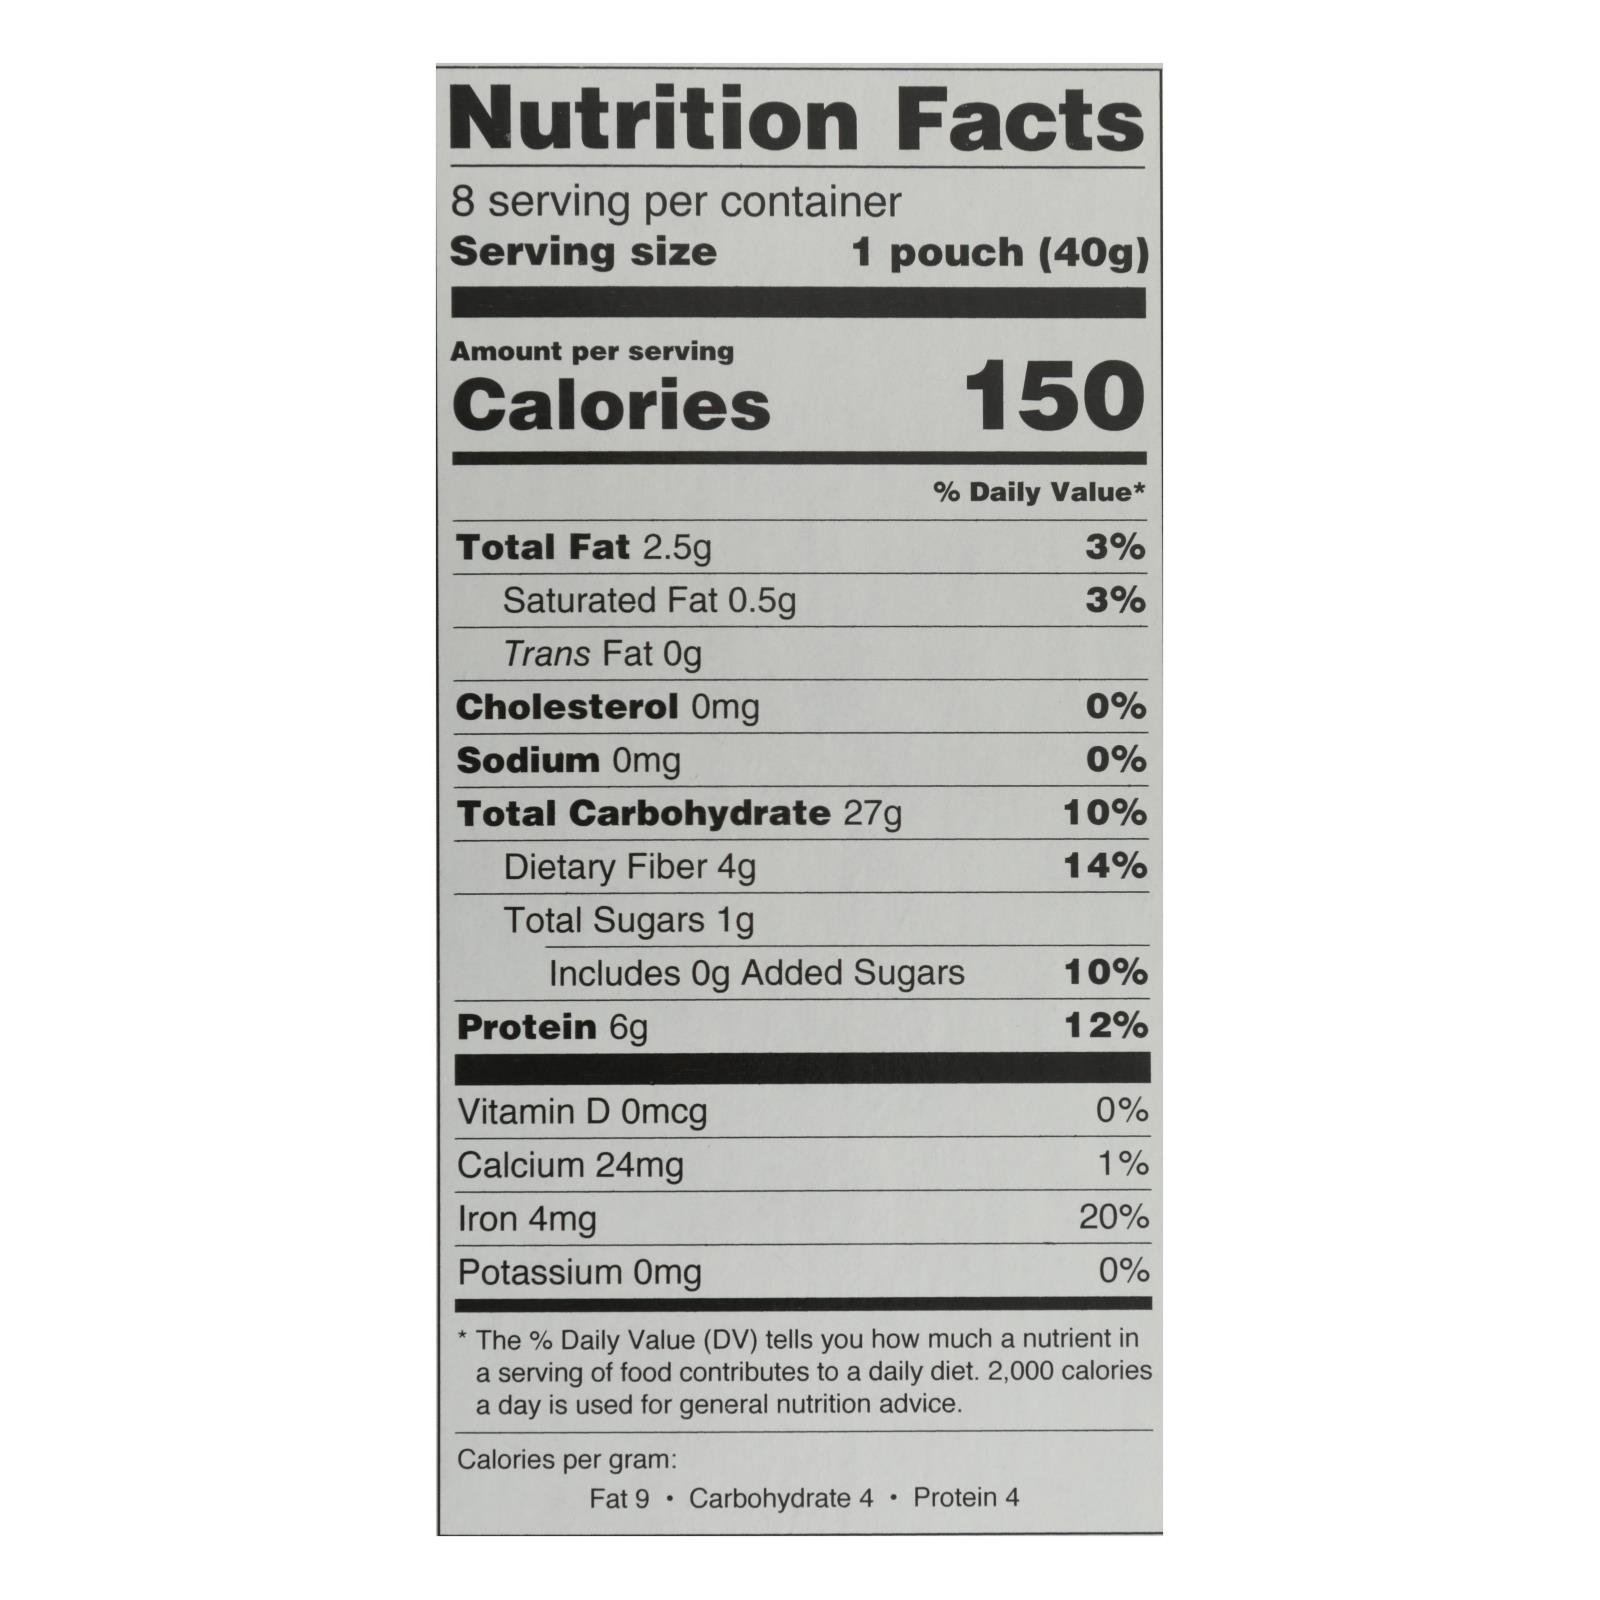 Nutrition Facts
8 serving per container
Serving size 1 pouch (40g)
Amount per serving
Calories 150
% Daily Value*
Total Fat 2.5g 3%
Saturated Fat 0.5g 3%
Trans Fat 0g
Cholesterol 0mg 0%
Sodium 0mg 0%
Total Carbohydrate 27g 10%
Dietary Fiber 4g 14%
Total Sugars 1g
Includes 0g Added Sugars 10%
Protein 6g 12%
Vitamin D 0mcg 0%
Calcium 24mg 1%
Iron 4mg 20%
Potassium 0mg 0%
* The % Daily Value (DV) tells you how much a nutrient in
a serving of food contributes to a daily diet. 2,000 calories
a day is used for general nutrition advice.
Calories per gram:
Fat 9 • Carbohydrate 4 • Protein 4